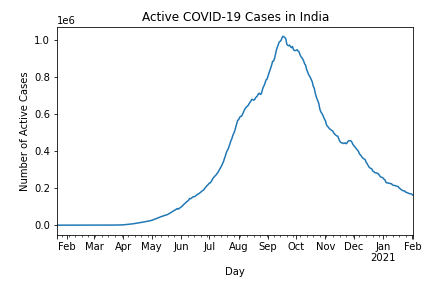 Active COVID-19 Cases in India
1e6
1.0
0.8
0.6
0.4
0.2
0.0
Number of Active Cases
Feb Mar Apr May Jun Jul Aug Sep Oct Nov Dec Jan Feb
2021
Day